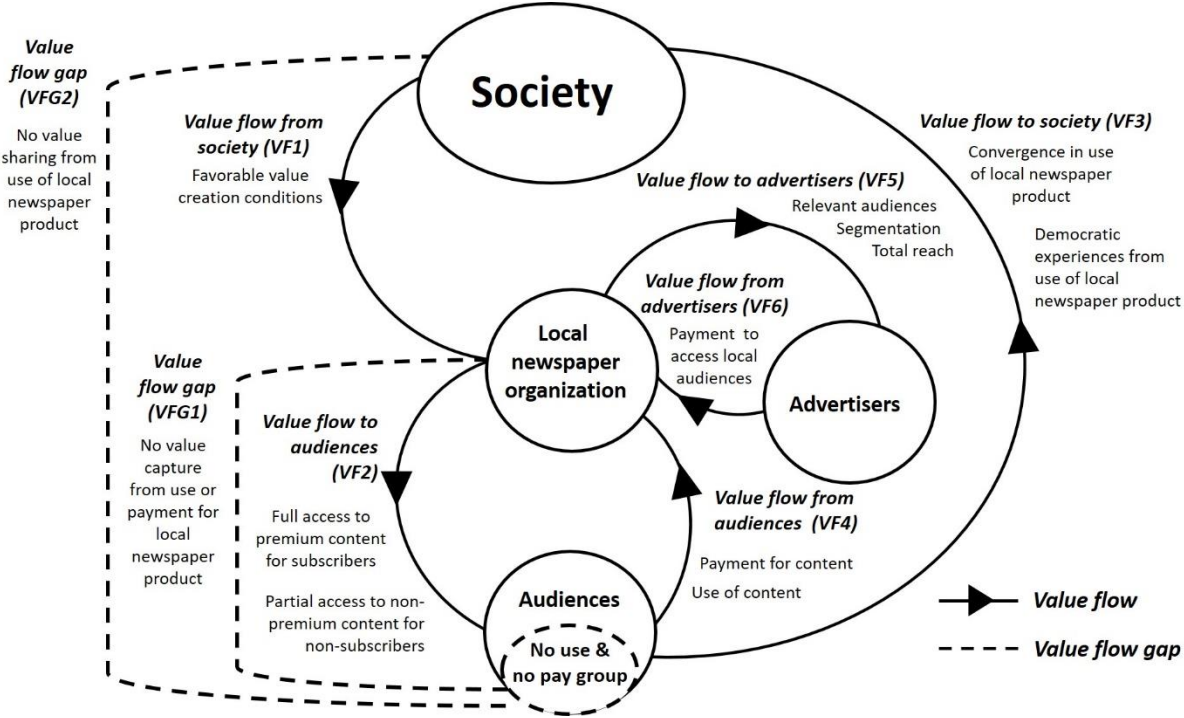 Value
flow gap
(VFG2)
No value
sharing from
use of local
newspaper
product
Society
Value flow from
society (VF1)
Favorable value
creation conditions
Value flow to society (VF3)
Convergence in use
of local newspaper
product
Democratic
experiences from
use of local
newspaper product
Value flow to advertisers (VF5)
Relevant audiences
Segmentation
Total reach
Value flow from
advertisers (VF6)
Payment to
access local
audiences
Local
newspaper
organization
Advertisers
Value
flow gap
(VFG1)
No value
capture
from use or
payment for
local
newspaper
product
Value flow to
audiences
(VF2)
Full access to
premium content
for subscribers
Partial access to non-
premium content for
non-subscribers
Value flow from
audiences (VF4)
Payment for content
Use of content
Audiences
No use &
no pay group
Value flow
Value flow gap